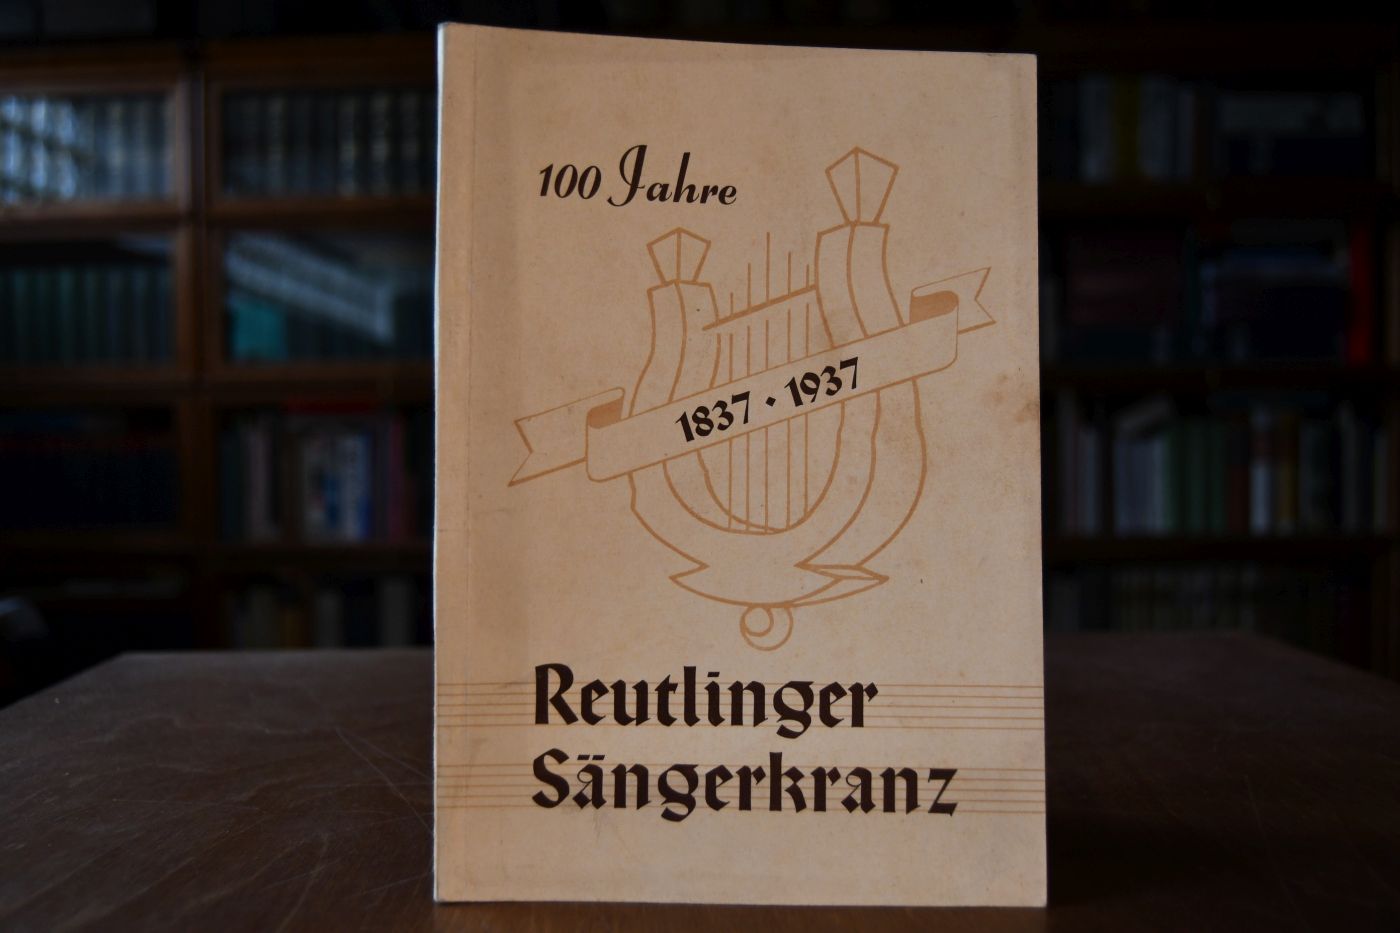 100 Jahre
1837 · 1937
Reutlinger
Sängerkranz